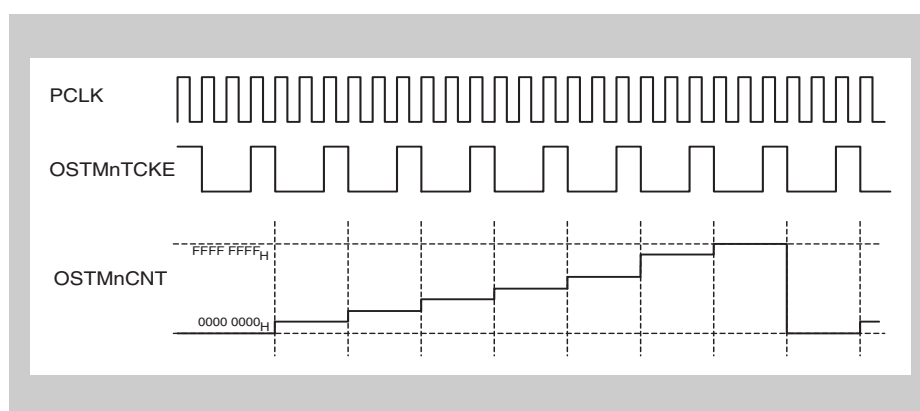 PCLK
OSTMnTCKE
FFFF FFFFH
OSTMnCNT
0000 0000H